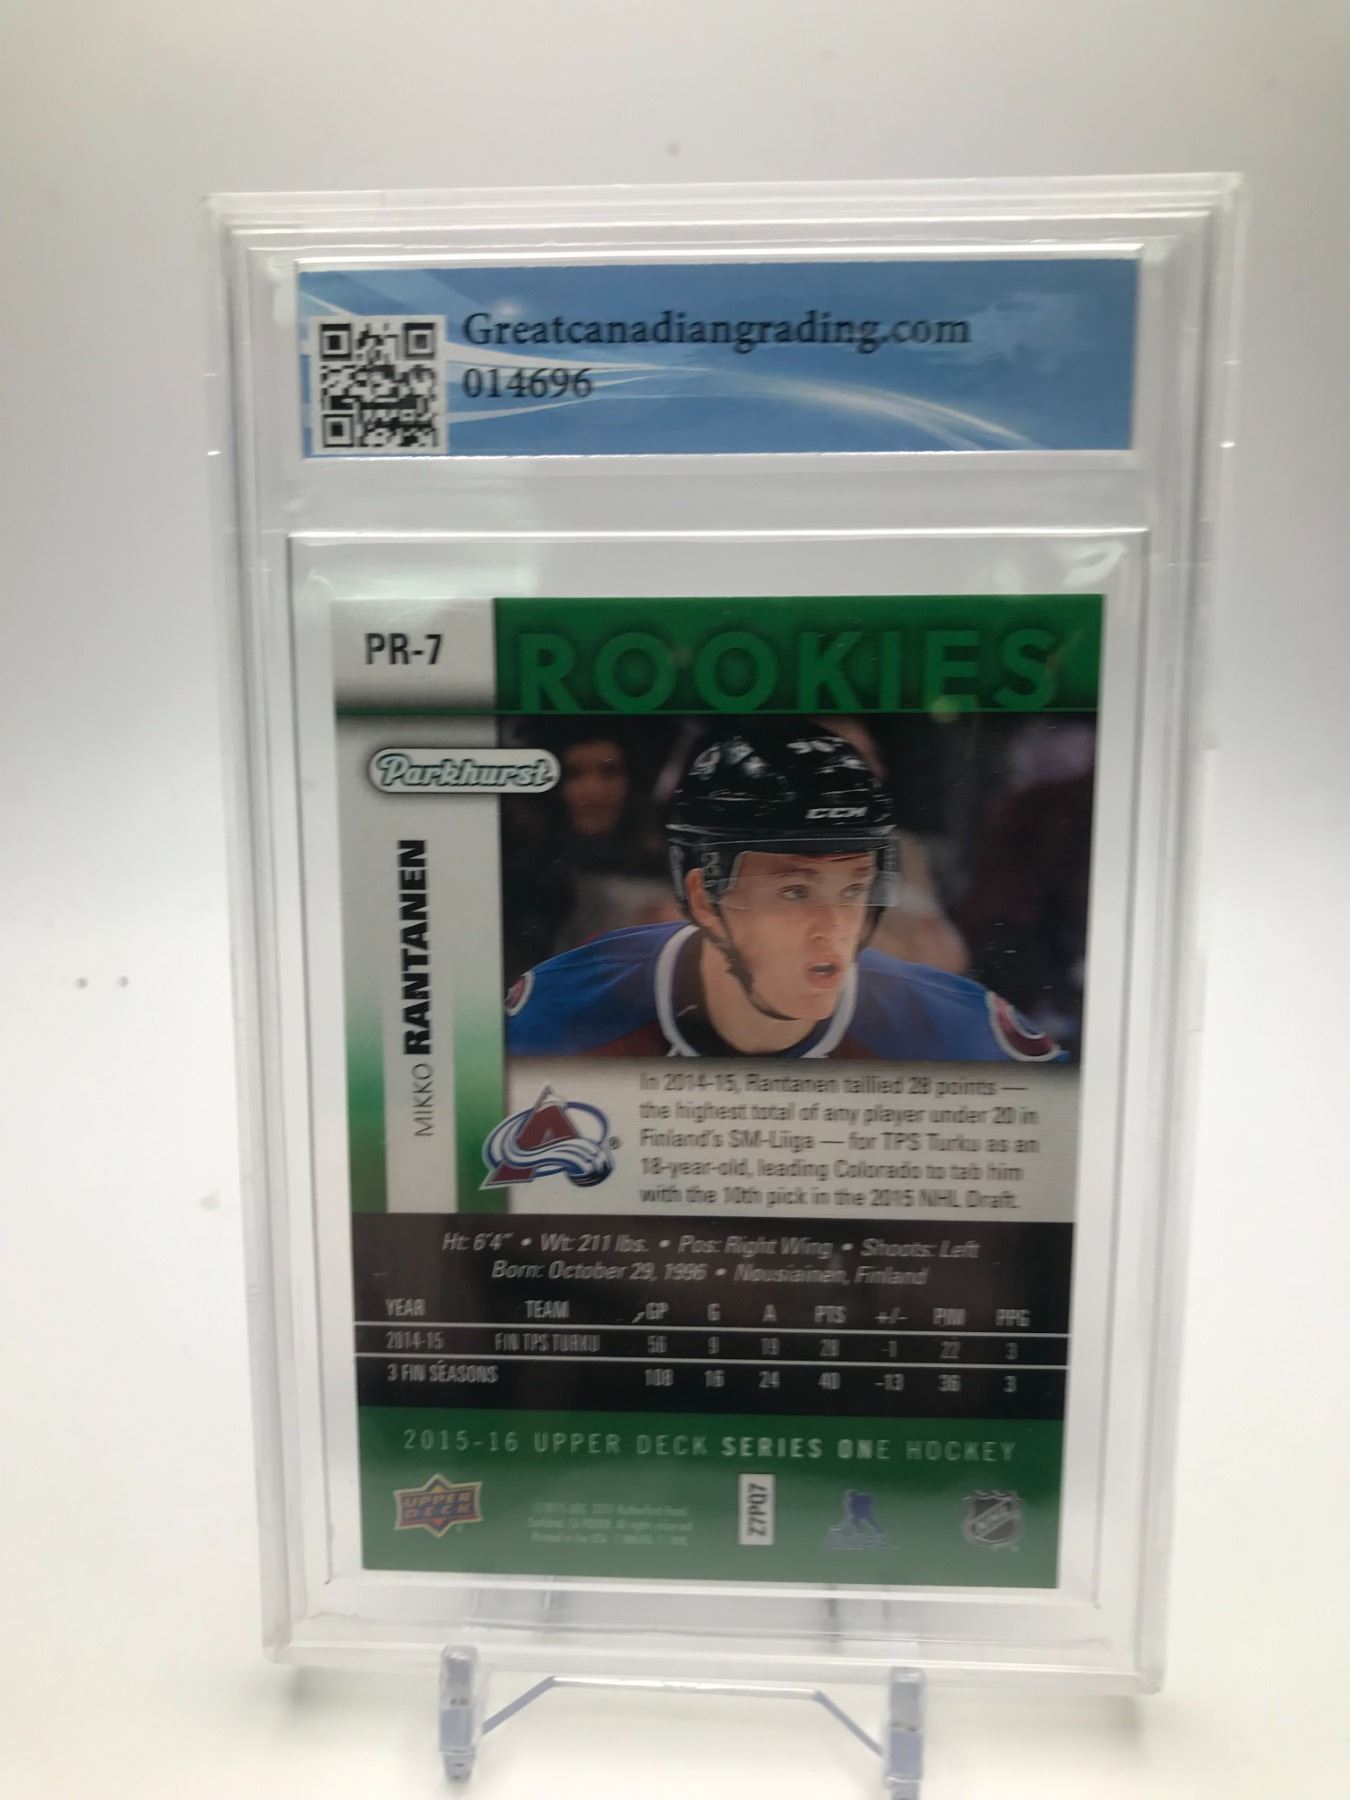 Greatcanadiangrading.com
014696
PR-7
ROOKIES
Parkhurst
MIKKO RANTANEN
CCM
In 2014-15, Rantanen tallied 28 points —
the highest total of any player under 20 in
Finland's SM-Liiga — for TPS Turku as an
18-year-old, leading Colorado to tab him
with the 10th pick in the 2015 NHL Draft.
Ht: 6'4" • Wt: 211 lbs. • Pos: Right Wing • Shoots: Left
Born: October 29, 1996 • Nousiainen, Finland
YEAR TEAM GP G A PTS +/- PIM PPG
2014-15 FIN TPS TURKU 56 9 19 28 -1 22 3
3 FIN SEASONS 108 16 24 40 -13 36 3
2015-16 UPPER DECK SERIES ONE HOCKEY
UPPER DECK
Z7PQ7
NHL